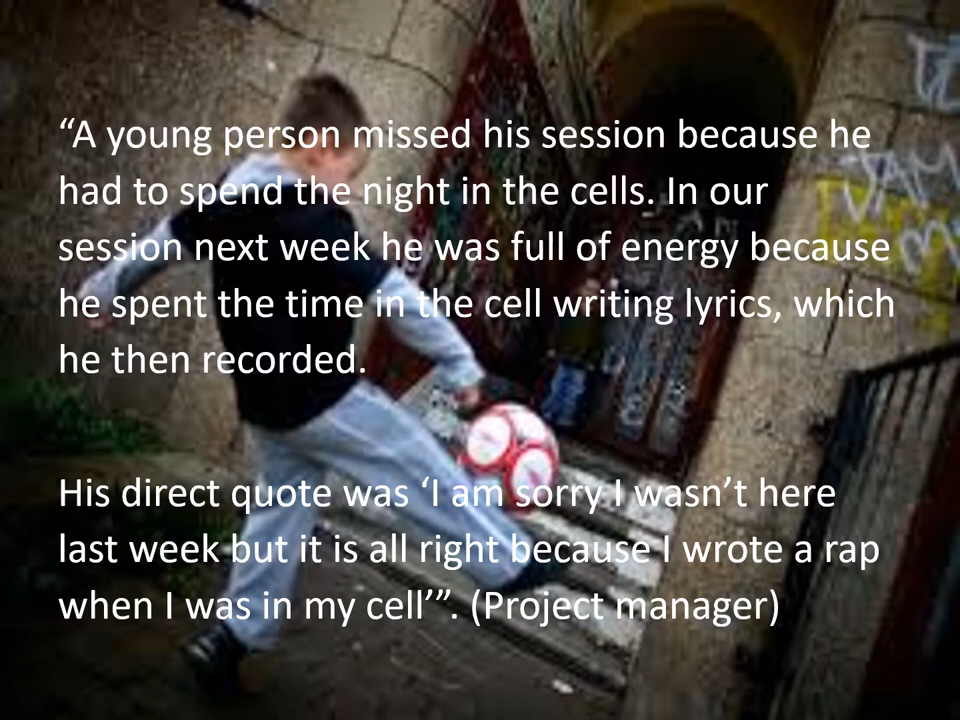 “A young person missed his session because he
had to spend the night in the cells. In our
session next week he was full of energy because
he spent the time in the cell writing lyrics, which
he then recorded.
His direct quote was ‘I am sorry I wasn’t here
last week but it is all right because I wrote a rap
when I was in my cell’”. (Project manager)